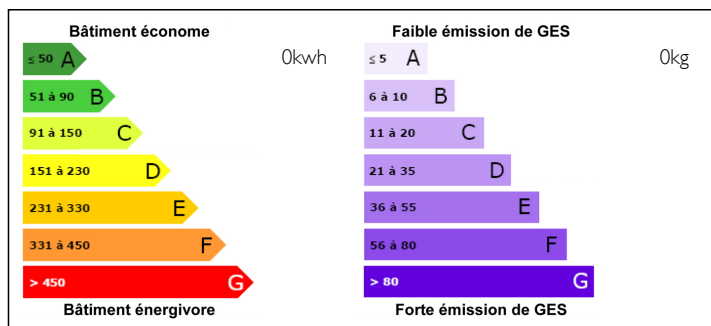 Bâtiment économe
≤ 50 A 0kwh
51 à 90 B
91 à 150 C
151 à 230 D
231 à 330 E
331 à 450 F
> 450 G
Bâtiment énergivore
Faible émission de GES
≤ 5 A 0kg
6 à 10 B
11 à 20 C
21 à 35 D
36 à 55 E
56 à 80 F
> 80 G
Forte émission de GES